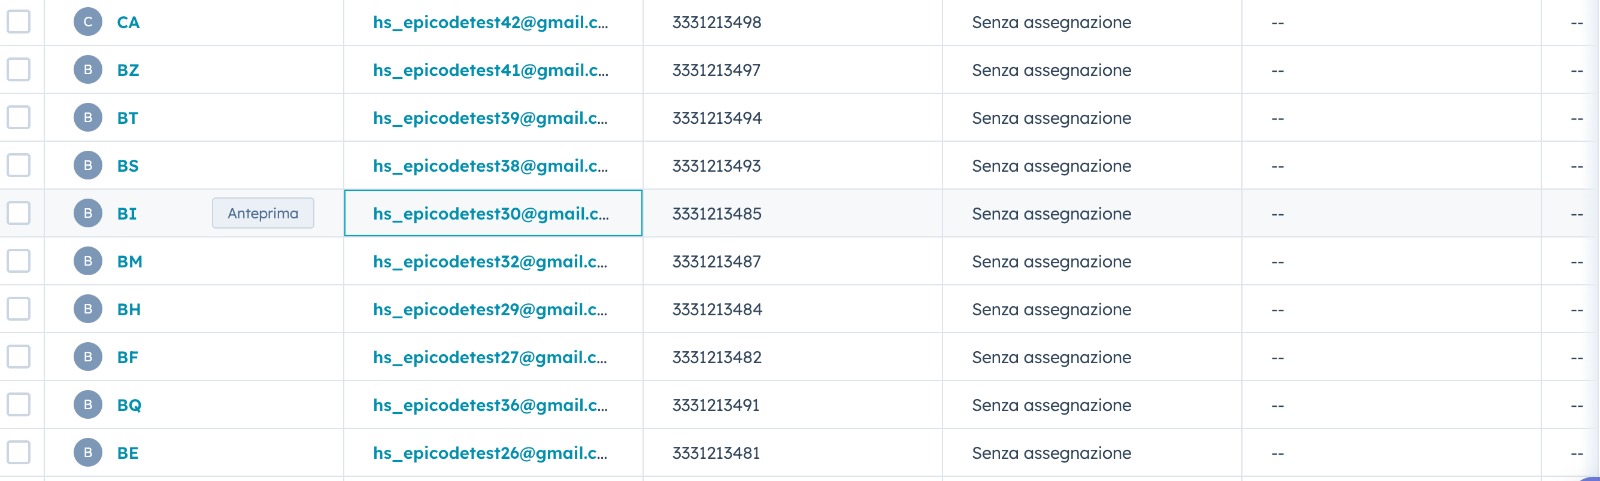 C CA hs_epicodetest42@gmail.c... 3331213498 Senza assegnazione -- --
B BZ hs_epicodetest41@gmail.c... 3331213497 Senza assegnazione -- --
B BT hs_epicodetest39@gmail.c... 3331213494 Senza assegnazione -- --
B BS hs_epicodetest38@gmail.c... 3331213493 Senza assegnazione -- --
B BI Anteprima hs_epicodetest30@gmail.c... 3331213485 Senza assegnazione -- --
B BM hs_epicodetest32@gmail.c... 3331213487 Senza assegnazione -- --
B BH hs_epicodetest29@gmail.c... 3331213484 Senza assegnazione -- --
B BF hs_epicodetest27@gmail.c... 3331213482 Senza assegnazione -- --
B BQ hs_epicodetest36@gmail.c... 3331213491 Senza assegnazione -- --
B BE hs_epicodetest26@gmail.c... 3331213481 Senza assegnazione -- --